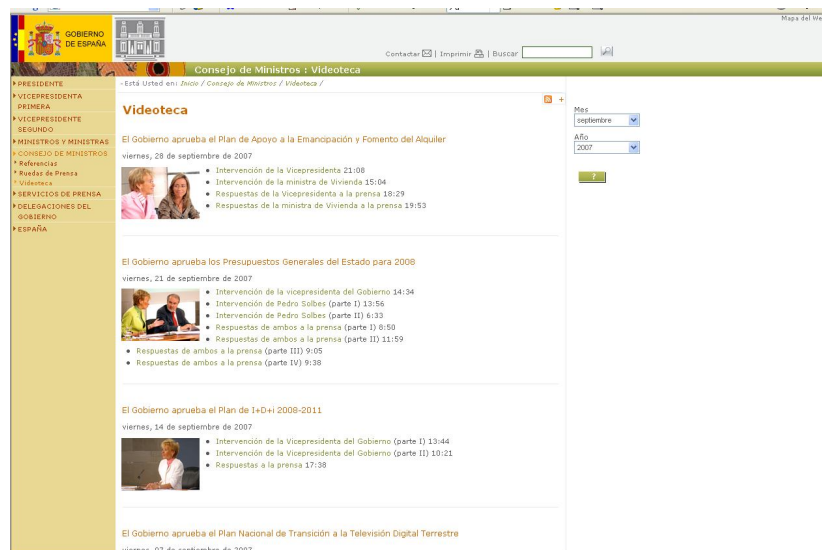 Mapa del We
GOBIERNO
DE ESPAÑA
Contactar | Imprimir | Buscar
Consejo de Ministros : Videoteca
PRESIDENTE
VICEPRESIDENTA
PRIMERA
VICEPRESIDENTE
SEGUNDO
MINISTROS Y MINISTRAS
CONSEJO DE MINISTROS
* Referencias
* Ruedas de Prensa
* Videoteca
SERVICIOS DE PRENSA
DELEGACIONES DEL
GOBIERNO
ESPAÑA
- Está Usted en: Inicio / Consejo de Ministros / Videoteca /
Videoteca
El Gobierno aprueba el Plan de Apoyo a la Emancipación y Fomento del Alquiler
viernes, 28 de septiembre de 2007
• Intervención de la Vicepresidenta 21:08
• Intervención de la ministra de Vivienda 15:04
• Respuestas de la Vicepresidenta a la prensa 18:29
• Respuestas de la ministra de Vivienda a la prensa 19:53
El Gobierno aprueba los Presupuestos Generales del Estado para 2008
viernes, 21 de septiembre de 2007
• Intervención de la vicepresidenta del Gobierno 14:34
• Intervención de Pedro Solbes (parte I) 13:56
• Intervención de Pedro Solbes (parte II) 6:33
• Respuestas de ambos a la prensa (parte I) 8:50
• Respuestas de ambos a la prensa (parte II) 11:59
• Respuestas de ambos a la prensa (parte III) 9:05
• Respuestas de ambos a la prensa (parte IV) 9:38
El Gobierno aprueba el Plan de I+D+i 2008-2011
viernes, 14 de septiembre de 2007
• Intervención de la Vicepresidenta del Gobierno (parte I) 13:44
• Intervención de la Vicepresidenta del Gobierno (parte II) 10:21
• Respuestas a la prensa 17:38
El Gobierno aprueba el Plan Nacional de Transición a la Televisión Digital Terrestre
viernes, 07 de septiembre de 2007
+
Mes
septiembre
Año
2007
?